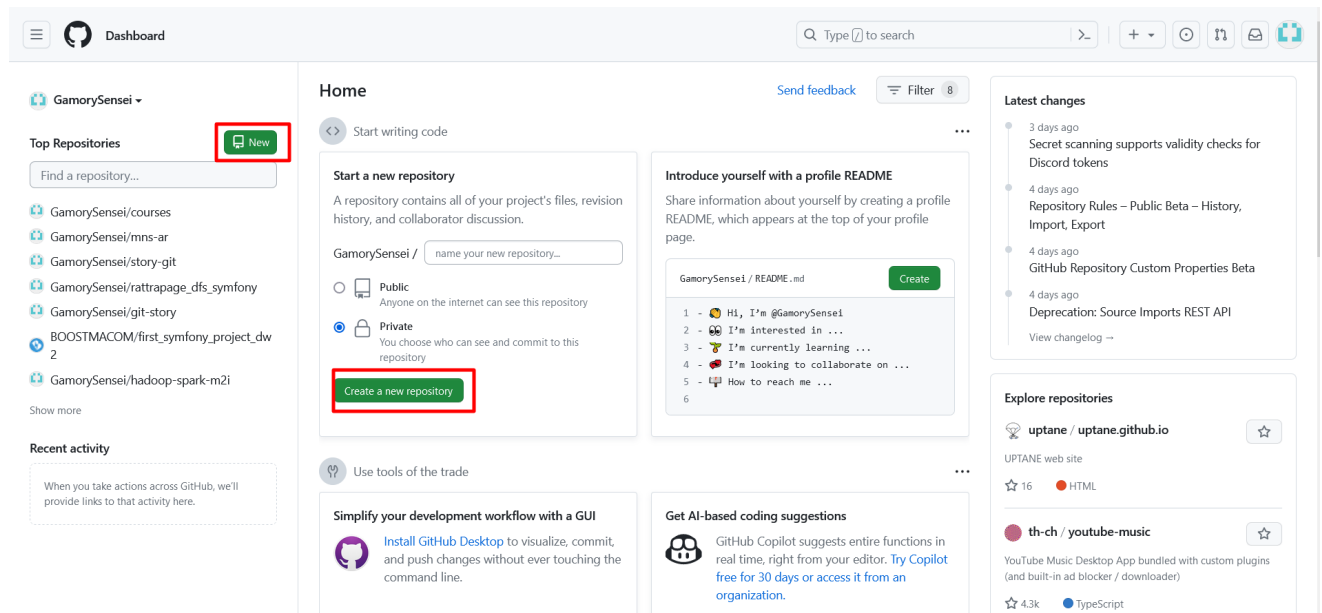 Dashboard
Type / to search
GamorySensei
Top Repositories
New
Find a repository...
GamorySensei/courses
GamorySensei/mns-ar
GamorySensei/story-git
GamorySensei/rattrapage_dfs_symfony
GamorySensei/git-story
BOOSTMACOM/first_symfony_project_dw
2
GamorySensei/hadoop-spark-m2i
Show more
Recent activity
When you take actions across GitHub, we'll
provide links to that activity here.
Home
Send feedback
Filter 8
Start writing code
Start a new repository
A repository contains all of your project's files, revision
history, and collaborator discussion.
GamorySensei / name your new repository...
Public
Anyone on the internet can see this repository
Private
You choose who can see and commit to this
repository
Create a new repository
Introduce yourself with a profile README
Share information about yourself by creating a profile
README, which appears at the top of your profile
page.
GamorySensei / README.md
Create
1 - 👋 Hi, I'm @GamorySensei
2 - 👀 I'm interested in ...
3 - 🌱 I'm currently learning ...
4 - 💞️ I'm looking to collaborate on ...
5 - 📫 How to reach me ...
6
Use tools of the trade
Simplify your development workflow with a GUI
Install GitHub Desktop to visualize, commit,
and push changes without ever touching the
command line.
Get AI-based coding suggestions
GitHub Copilot suggests entire functions in
real time, right from your editor. Try Copilot
free for 30 days or access it from an
organization.
Latest changes
3 days ago
Secret scanning supports validity checks for
Discord tokens
4 days ago
Repository Rules – Public Beta – History,
Import, Export
4 days ago
GitHub Repository Custom Properties Beta
4 days ago
Deprecation: Source Imports REST API
View changelog →
Explore repositories
uptane / uptane.github.io
UPTANE web site
16 HTML
th-ch / youtube-music
YouTube Music Desktop App bundled with custom plugins
(and built-in ad blocker / downloader)
4.3k TypeScript